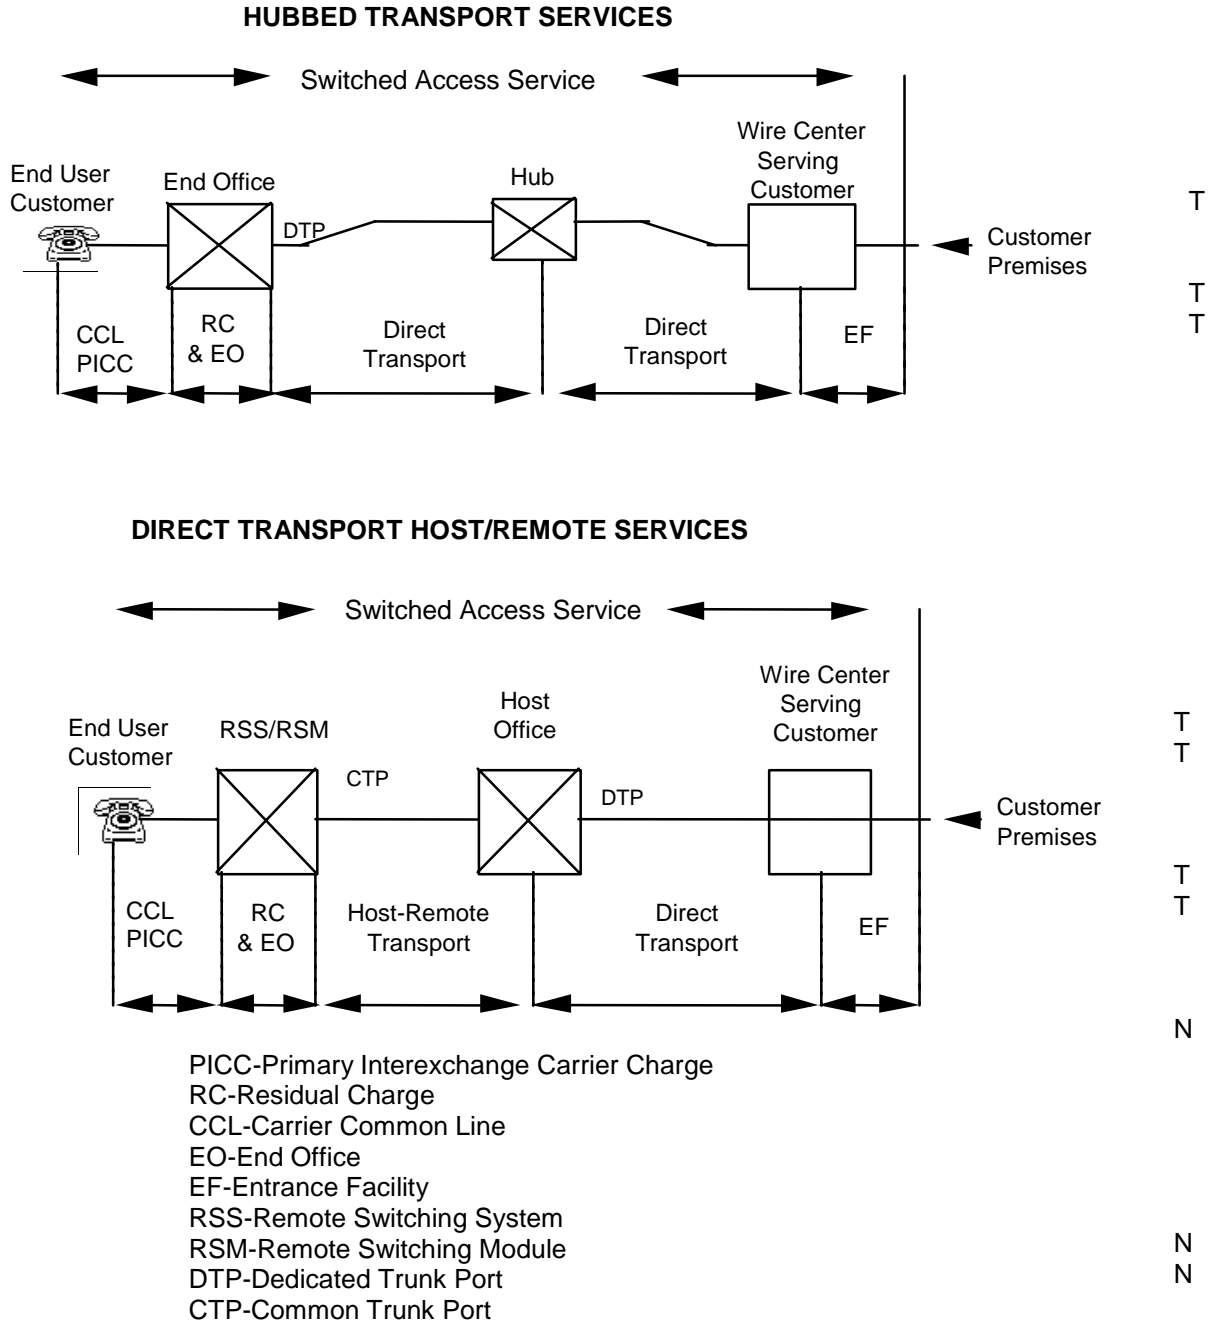 HUBBED TRANSPORT SERVICES
Switched Access Service
Wire Center
Serving
Customer
End User
Customer
End Office
Hub
T
DTP
Customer
Premises
T
T
CCL
PICC
RC
& EO
Direct
Transport
Direct
Transport
EF
DIRECT TRANSPORT HOST/REMOTE SERVICES
Switched Access Service
Wire Center
Serving
Customer
Host
Office
End User
Customer
RSS/RSM
T
T
CTP
DTP
Customer
Premises
T
T
CCL
PICC
RC
& EO
Host-Remote
Transport
Direct
Transport
EF
N
PICC-Primary Interexchange Carrier Charge
RC-Residual Charge
CCL-Carrier Common Line
EO-End Office
EF-Entrance Facility
RSS-Remote Switching System
RSM-Remote Switching Module
N
DTP-Dedicated Trunk Port
N
CTP-Common Trunk Port